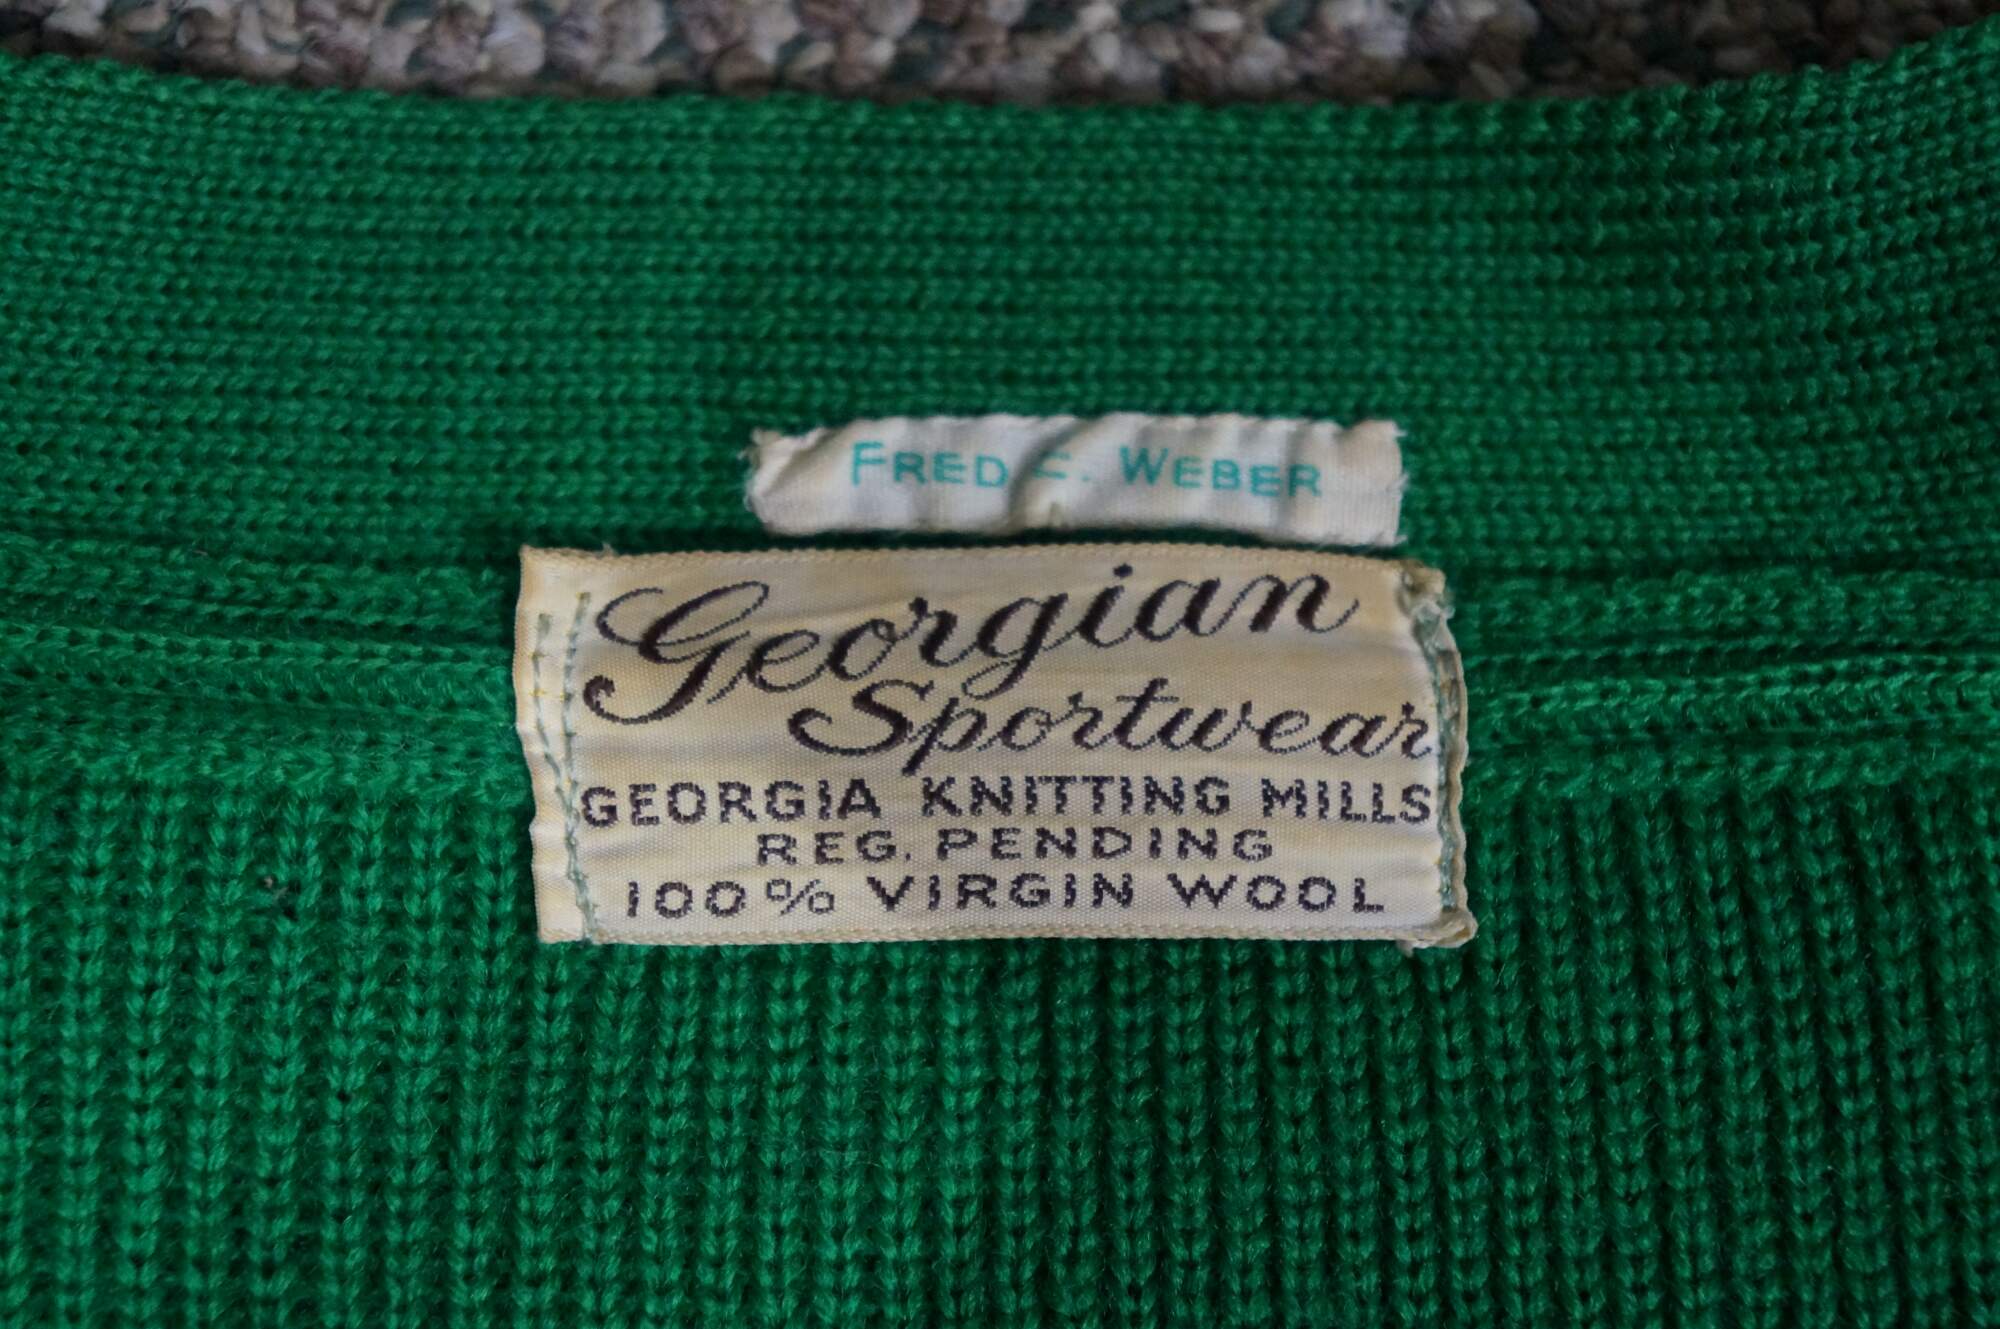 FRED E. WEBER
Georgian
Sportwear
GEORGIA KNITTING MILLS
REG. PENDING
100% VIRGIN WOOL